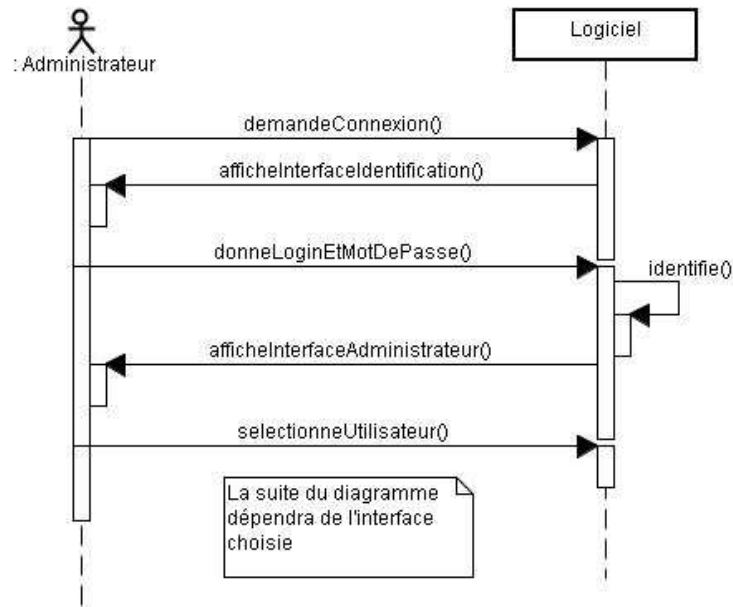 : Administrateur
Logiciel
demandeConnexion()
afficheInterfaceIdentification()
donneLoginEtMotDePasse()
identifie()
afficheInterfaceAdministrateur()
selectionneUtilisateur()
La suite du diagramme
dépendra de l'interface
choisie